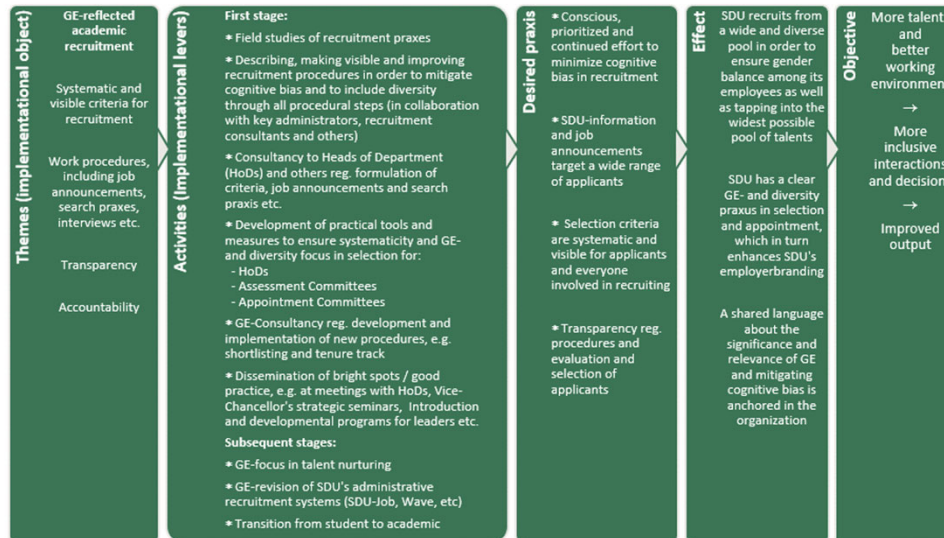 Themes (implementational object)
GE-reflected
academic
recruitment
Systematic and
visible criteria for
recruitment
Work procedures,
including job
announcements,
search praxes,
interviews etc.
Transparency
Accountability
Activities (Implementational levers)
First stage:
* Field studies of recruitment praxes
* Describing, making visible and improving
recruitment procedures in order to mitigate
cognitive bias and to include diversity
through all procedural steps (in collaboration
with key administrators, recruitment
consultants and others)
* Consultancy to Heads of Department
(HoDs) and others reg. formulation of
criteria, job announcements and search
praxis etc.
* Development of practical tools and
measures to ensure systematicity and GE-
and diversity focus in selection for:
- HoDs
- Assessment Committees
- Appointment Committees
* GE-Consultancy reg. development and
implementation of new procedures, e.g.
shortlisting and tenure track
* Dissemination of bright spots / good
practice, e.g. at meetings with HoDs, Vice-
Chancellor's strategic seminars, Introduction
and developmental programs for leaders etc.
Subsequent stages:
* GE-focus in talent nurturing
* GE-revision of SDU's administrative
recruitment systems (SDU-Job, Wave, etc)
* Transition from student to academic
Desired praxis
* Conscious,
prioritized and
continued effort to
minimize cognitive
bias in recruitment
* SDU-information
and job
announcements
target a wide range
of applicants
* Selection criteria
are systematic and
visible for applicants
and everyone
involved in recruiting
* Transparency reg.
procedures and
evaluation and
selection of
applicants
Effect
SDU recruits from
a wide and diverse
pool in order to
ensure gender
balance among its
employees as well
as tapping into the
widest possible
pool of talents
SDU has a clear
GE- and diversity
praxus in selection
and appointment,
which in turn
enhances SDU's
employerbranding
A shared language
about the
significance and
relevance of GE
and mitigating
cognitive bias is
anchored in the
organization
Objective
More talent
and
better
working
environment
→
More
inclusive
interactions
and decision
→
Improved
output